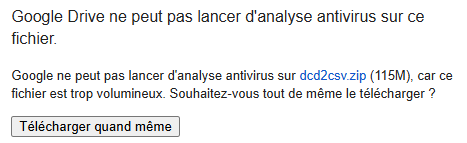 Google Drive ne peut pas lancer d'analyse antivirus sur ce
fichier.
Google ne peut pas lancer d'analyse antivirus sur dcd2csv.zip (115M), car ce
fichier est trop volumineux. Souhaitez-vous tout de même le télécharger ?
Télécharger quand même